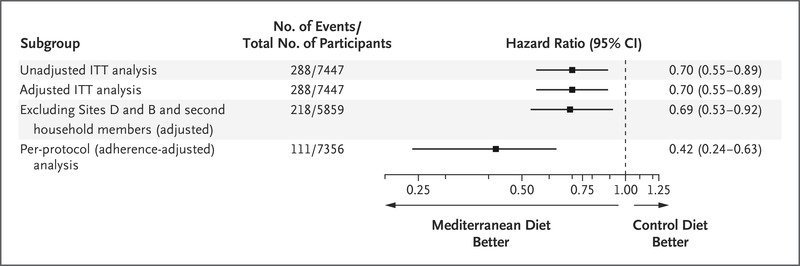 No. of Events/
Subgroup Total No. of Participants Hazard Ratio (95% CI)
Unadjusted ITT analysis 288/7447 0.70 (0.55–0.89)
Adjusted ITT analysis 288/7447 0.70 (0.55–0.89)
Excluding Sites D and B and second 218/5859 0.69 (0.53–0.92)
household members (adjusted)
Per-protocol (adherence-adjusted) 111/7356 0.42 (0.24–0.63)
analysis
0.25 0.50 0.75 1.00 1.25
Mediterranean Diet Control Diet
Better Better